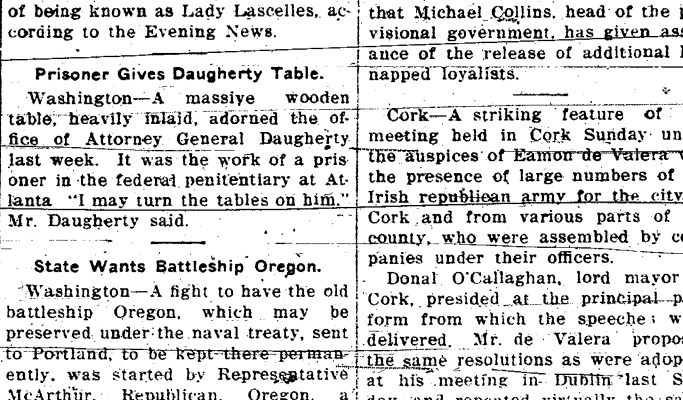 of being known as Lady Lascelles, ac-
cording to the Evening News.
Prisoner Gives Daugherty Table.
Washington—A massive wooden
table, heavily inlaid, adorned the of-
fice of Attorney General Daugherty
last week. It was the work of a pris
oner in the federal penitentiary at At-
lanta "I may turn the tables on him."
Mr. Daugherty said.
State Wants Battleship Oregon.
Washington—A fight to have the old
battleship Oregon, which may be
preserved under the naval treaty, sent
to Portland, to be kept there perman-
ently, was started by Representative
McArthur, Republican, Oregon, a
that Michael Collins, head of the
visional government, has given
ance of the release of additional
napped loyalists.
Cork—A striking feature of
meeting held in Cork Sunday
the auspices of Eamon de Valera
the presence of large numbers of
Irish republican army for the city
Cork and from various parts of
county, who were assembled by
panies under their officers.
Donal O'Callaghan, lord mayor
Cork, presided at the principal
form from which the speeches
delivered. Mr. de Valera
the same resolutions as were
at his meeting in Dublin last
day and repeated virtually the